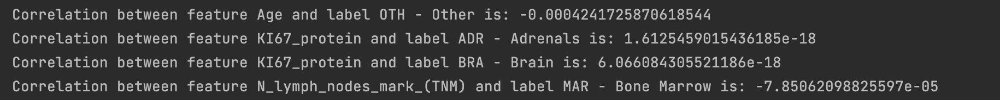 Correlation between feature Age and label OTH - Other is: -0.0004241725870618544
Correlation between feature KI67_protein and label ADR - Adrenals is: 1.6125459015436185e-18
Correlation between feature KI67_protein and label BRA - Brain is: 6.066084305521186e-18
Correlation between feature N_lymph_nodes_mark_(TNM) and label MAR - Bone Marrow is: -7.85062098825597e-05